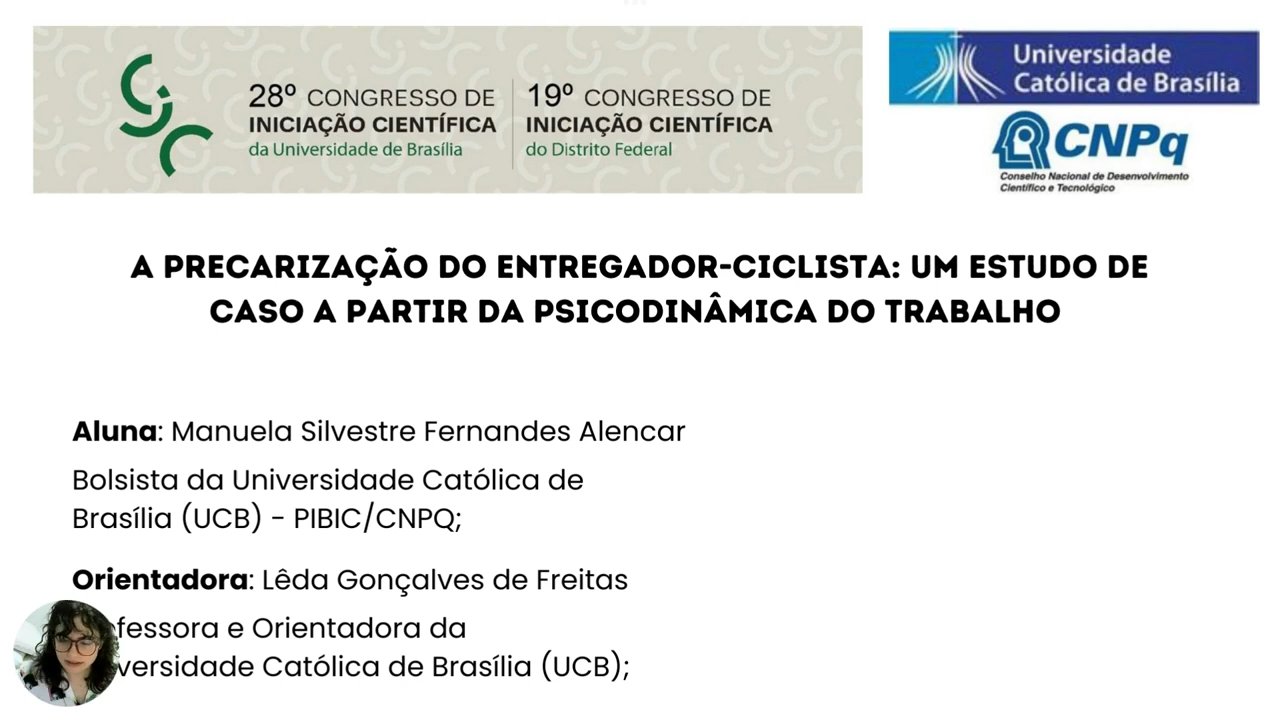 28º CONGRESSO DE
INICIAÇÃO CIENTÍFICA
da Universidade de Brasília
19º CONGRESSO DE
INICIAÇÃO CIENTÍFICA
do Distrito Federal
Universidade
Católica de Brasília
CNPq
Conselho Nacional de Desenvolvimento
Científico e Tecnológico
A PRECARIZAÇÃO DO ENTREGADOR-CICLISTA: UM ESTUDO DE
CASO A PARTIR DA PSICODINÂMICA DO TRABALHO
Aluna: Manuela Silvestre Fernandes Alencar
Bolsista da Universidade Católica de
Brasília (UCB) - PIBIC/CNPQ;
Orientadora: Lêda Gonçalves de Freitas
fessora e Orientadora da
versidade Católica de Brasília (UCB);